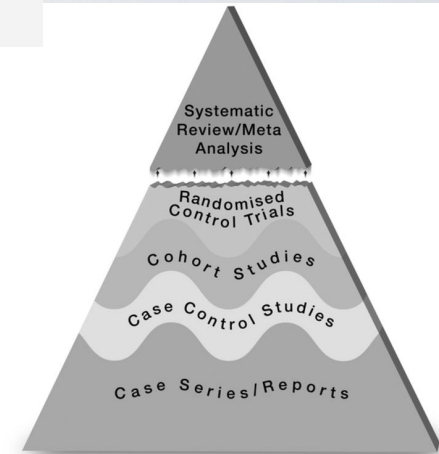 Systematic
Review/Meta
Analysis
Randomised
Control Trials
Cohort Studies
Case Control Studies
Case Series/Reports